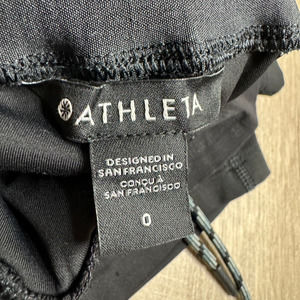 ATHLETA
DESIGNED IN
SAN FRANCISCO
CONÇU À
SAN FRANCISCO
0